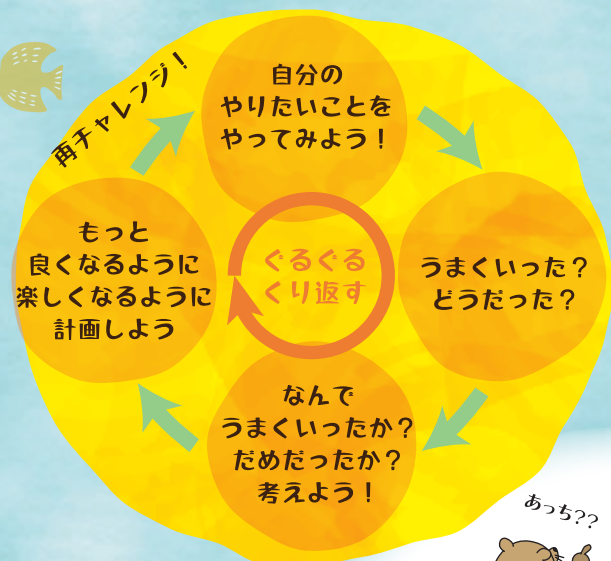 再チャレンジ！
自分の
やりたいことを
やってみよう！
うまくいった？
どうだった？
なんで
うまくいったか？
だめだったか？
考えよう！
もっと
良くなるように
楽しくなるように
計画しよう
ぐるぐる
くり返す
あっち??